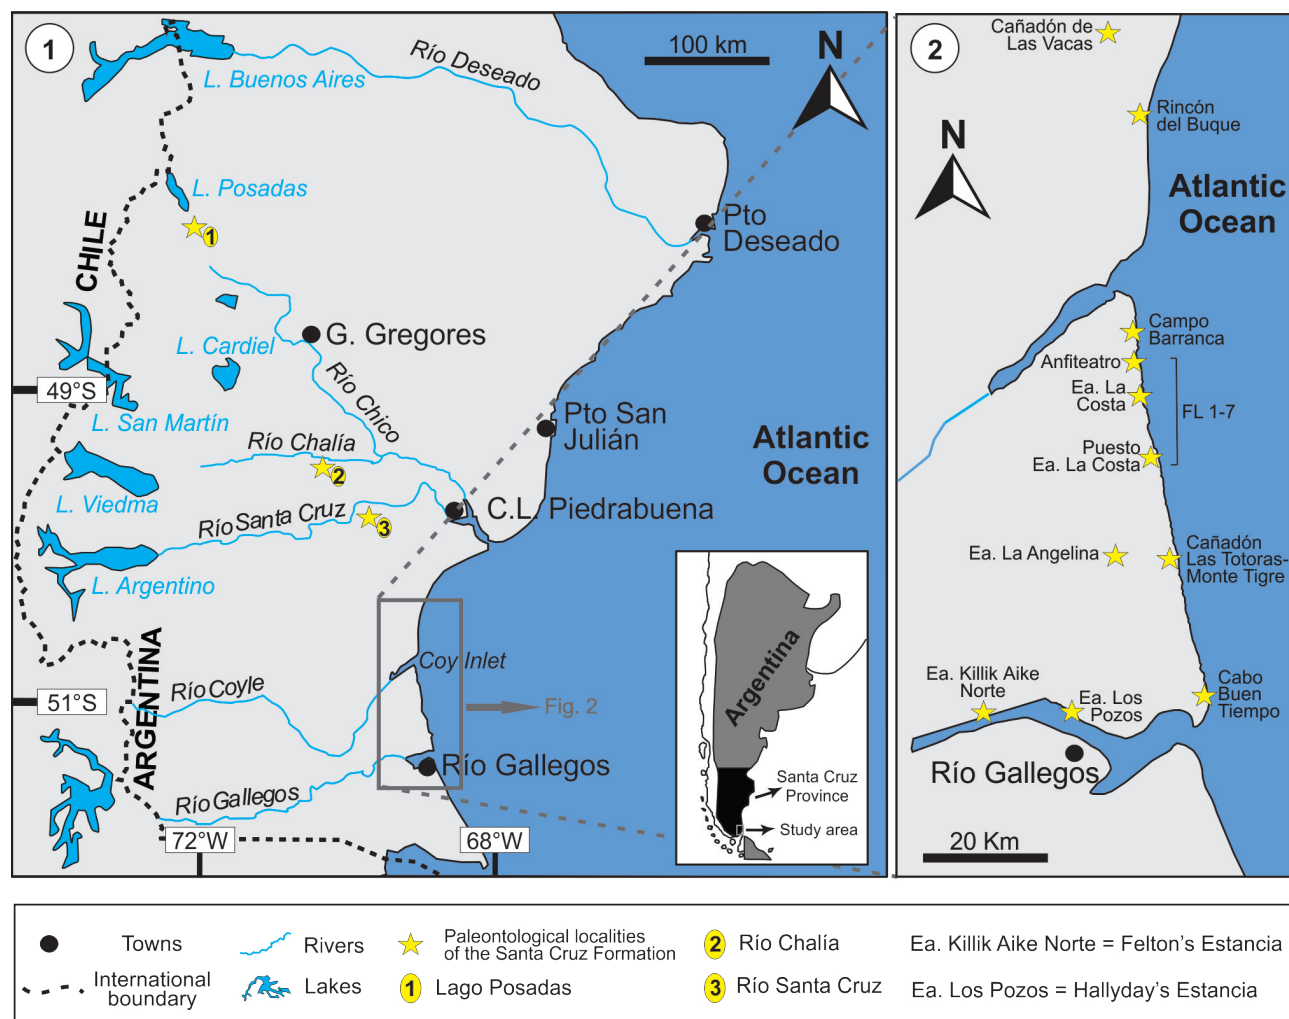 1
L. Buenos Aires
Río Deseado
100 km
N
L. Posadas
1
CHILE
Pto
Deseado
G. Gregores
L. Cardiel
Río Chico
49°S
L. San Martín
Pto San
Julián
Río Chalía
2
Atlantic
Ocean
L. Viedma
Río Santa Cruz
3
C.L. Piedrabuena
L. Argentino
ARGENTINA
Coy Inlet
Río Coyle
51°S
Fig. 2
Río Gallegos
Río Gallegos
72°W
68°W
Argentina
Santa Cruz
Province
Study area
2
Cañadón de
Las Vacas
Rincón
del Buque
N
Atlantic
Ocean
Campo
Barranca
Anfiteatro
Ea. La
Costa
FL 1-7
Puesto
Ea. La Costa
Ea. La Angelina
Cañadón
Las Totoras-
Monte Tigre
Ea. Killik Aike
Norte
Ea. Los
Pozos
Cabo
Buen
Tiempo
Río Gallegos
20 Km
Towns
Rivers
Paleontological localities
of the Santa Cruz Formation
2 Río Chalía
Ea. Killik Aike Norte = Felton's Estancia
International
boundary
Lakes
1 Lago Posadas
3 Río Santa Cruz
Ea. Los Pozos = Hallyday's Estancia